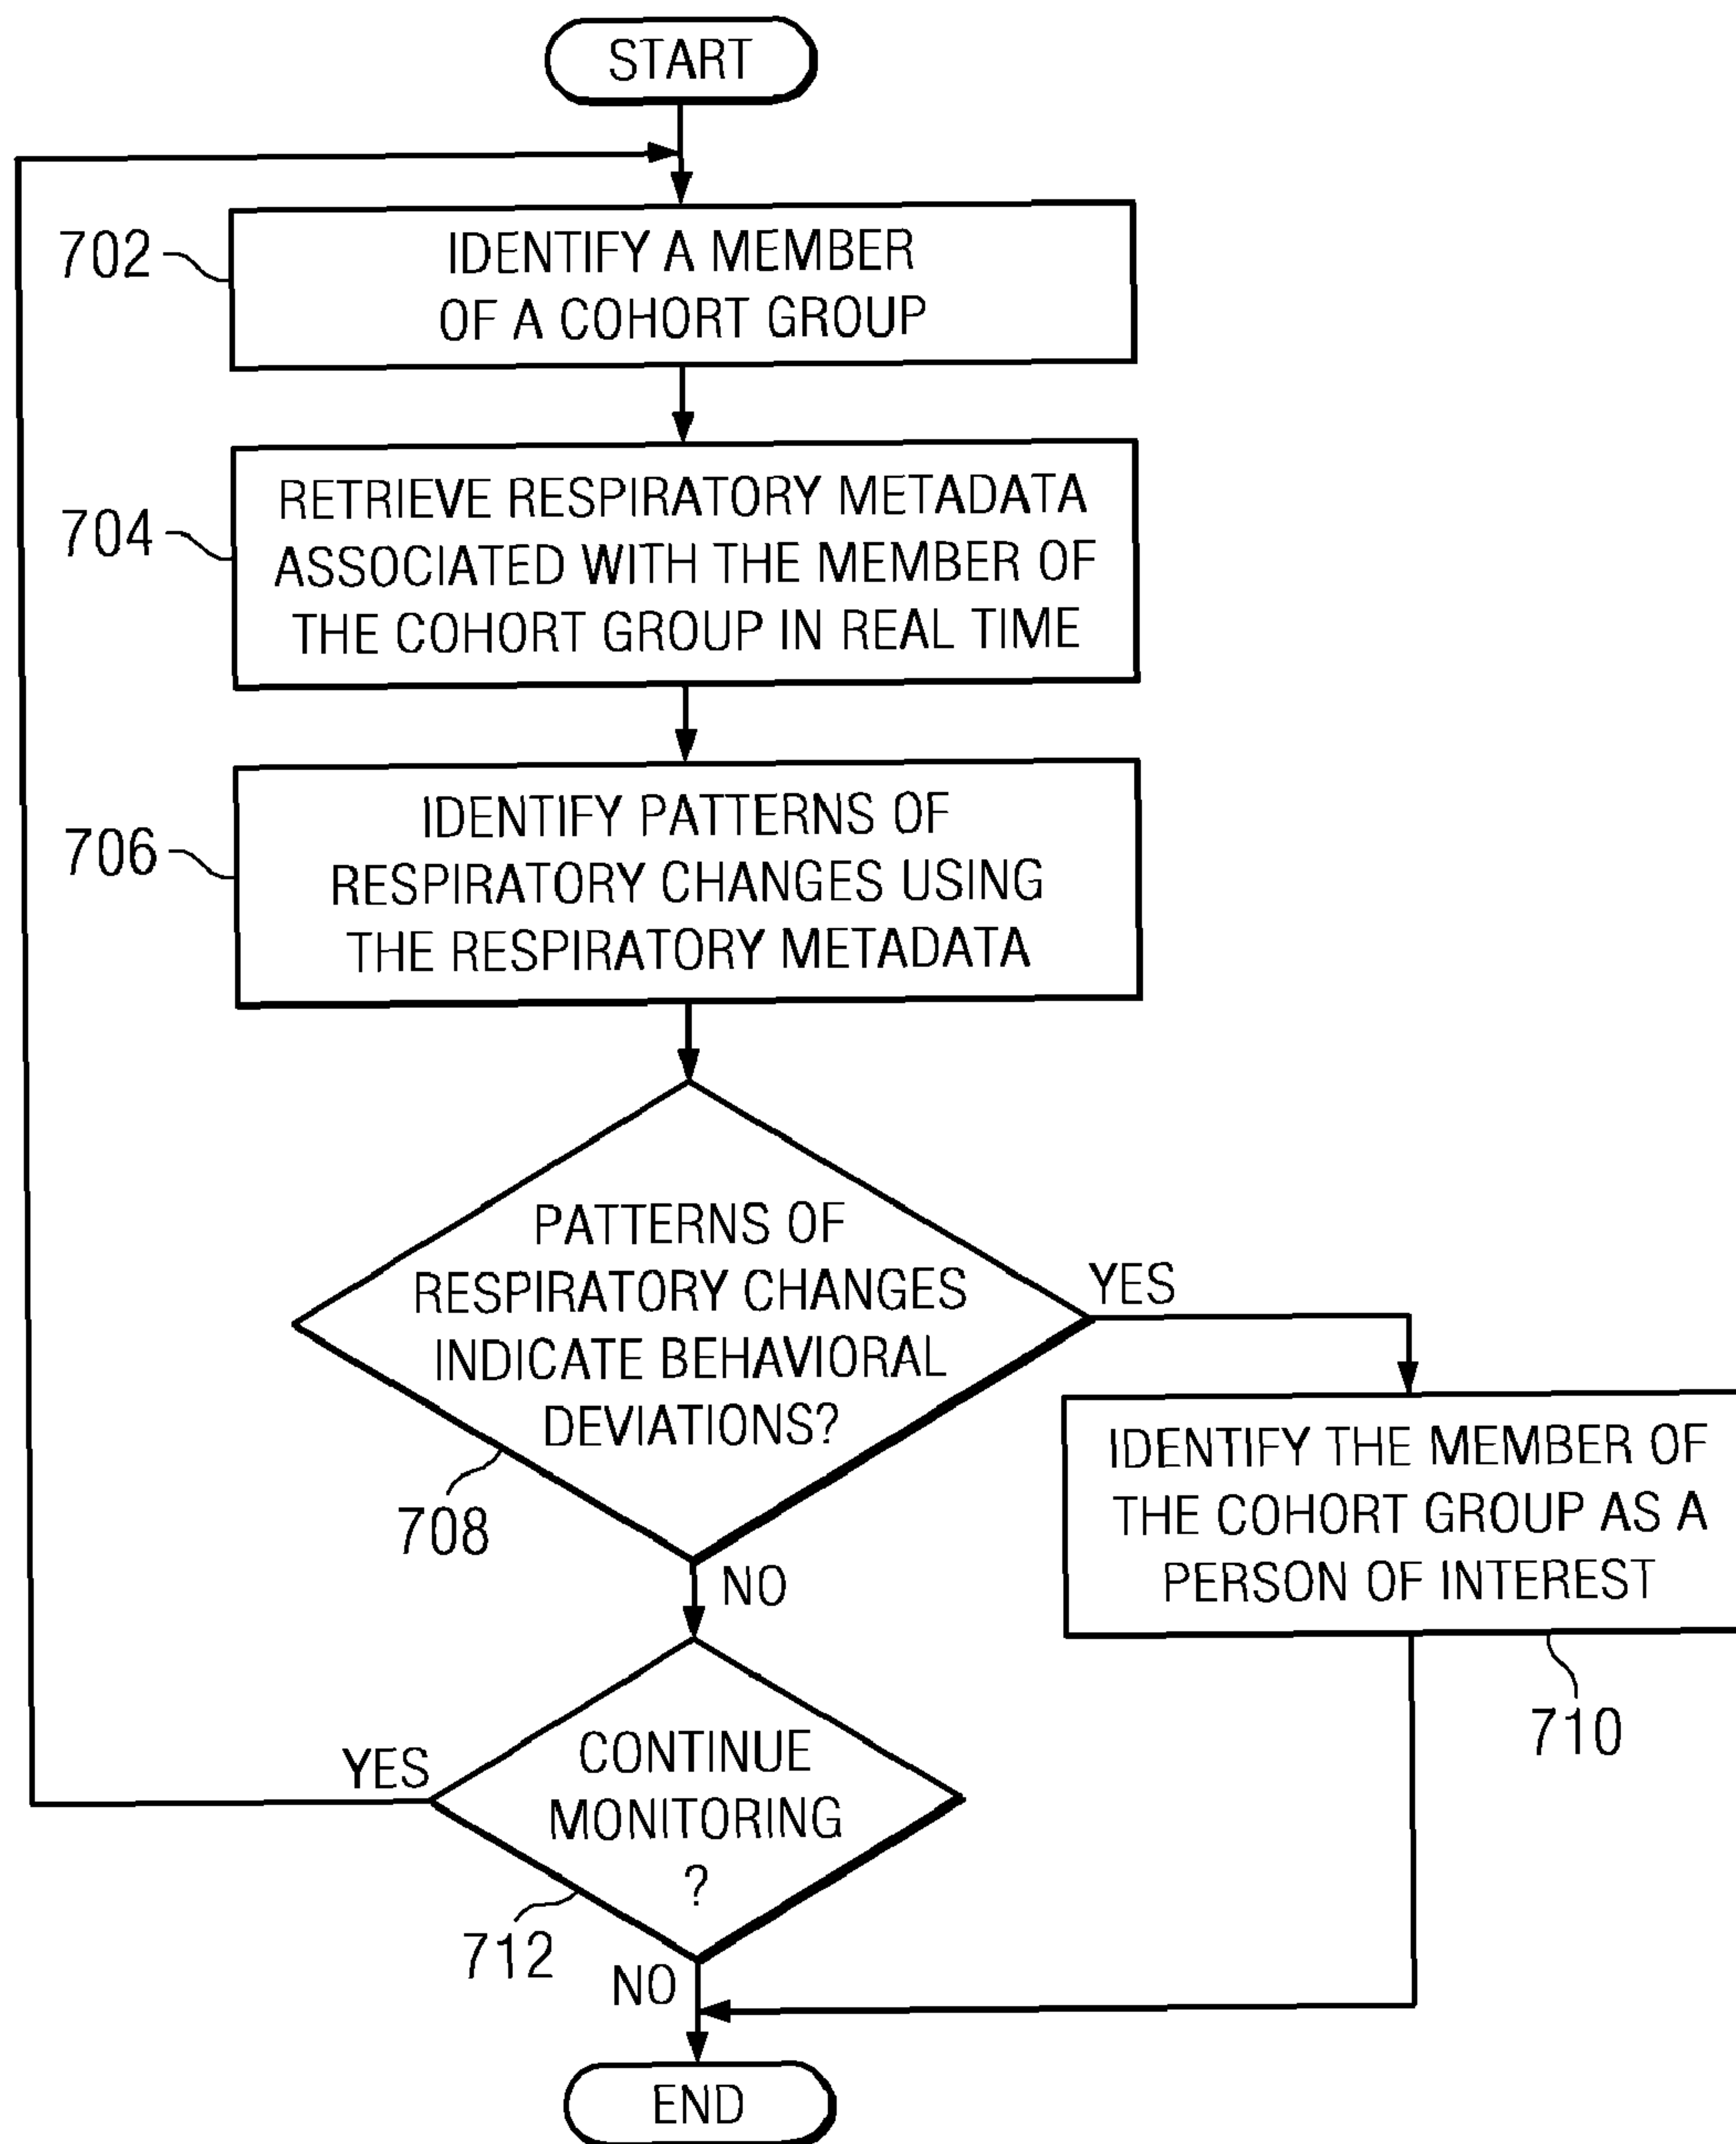 START
702
IDENTIFY A MEMBER
OF A COHORT GROUP
704
RETRIEVE RESPIRATORY METADATA
ASSOCIATED WITH THE MEMBER OF
THE COHORT GROUP IN REAL TIME
706
IDENTIFY PATTERNS OF
RESPIRATORY CHANGES USING
THE RESPIRATORY METADATA
PATTERNS OF
RESPIRATORY CHANGES
INDICATE BEHAVIORAL
DEVIATIONS?
708
YES
IDENTIFY THE MEMBER OF
THE COHORT GROUP AS A
PERSON OF INTEREST
710
NO
CONTINUE
MONITORING
?
712
YES
NO
END